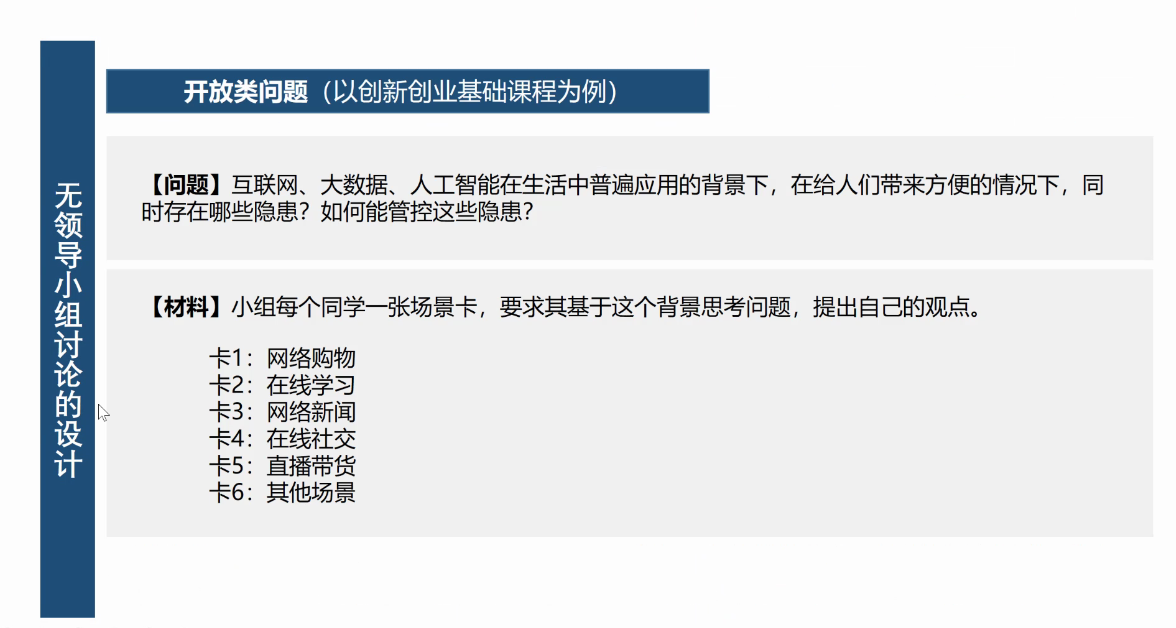 无领导小组讨论的设计
开放类问题（以创新创业基础课程为例）
【问题】互联网、大数据、人工智能在生活中普遍应用的背景下，在给人们带来方便的情况下，同
时存在哪些隐患？如何能管控这些隐患？
【材料】小组每个同学一张场景卡，要求其基于这个背景思考问题，提出自己的观点。
卡1：网络购物
卡2：在线学习
卡3：网络新闻
卡4：在线社交
卡5：直播带货
卡6：其他场景